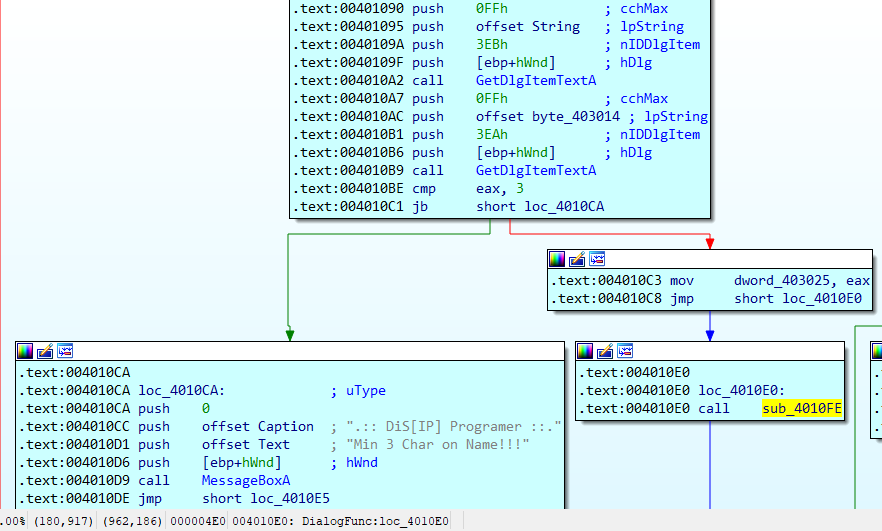 .text:00401090 push 0FFh ; cchMax
.text:00401095 push offset String ; lpString
.text:0040109A push 3EBh ; nIDDlgItem
.text:0040109F push [ebp+hWnd] ; hDlg
.text:004010A2 call GetDlgItemTextA
.text:004010A7 push 0FFh ; cchMax
.text:004010AC push offset byte_403014 ; lpString
.text:004010B1 push 3EAh ; nIDDlgItem
.text:004010B6 push [ebp+hWnd] ; hDlg
.text:004010B9 call GetDlgItemTextA
.text:004010BE cmp eax, 3
.text:004010C1 jb short loc_4010CA
.text:004010C3 mov dword_403025, eax
.text:004010C8 jmp short loc_4010E0
.text:004010CA
.text:004010CA loc_4010CA: ; uType
.text:004010CA push 0
.text:004010CC push offset Caption ; ".:: DiS[IP] Programer ::."
.text:004010D1 push offset Text ; "Min 3 Char on Name!!!"
.text:004010D6 push [ebp+hWnd] ; hWnd
.text:004010D9 call MessageBoxA
.text:004010DE jmp short loc_4010E5
.text:004010E0
.text:004010E0 loc_4010E0:
.text:004010E0 call sub_4010FE
.00% (180,917) (962,186) 000004E0 004010E0: DialogFunc:loc_4010E0